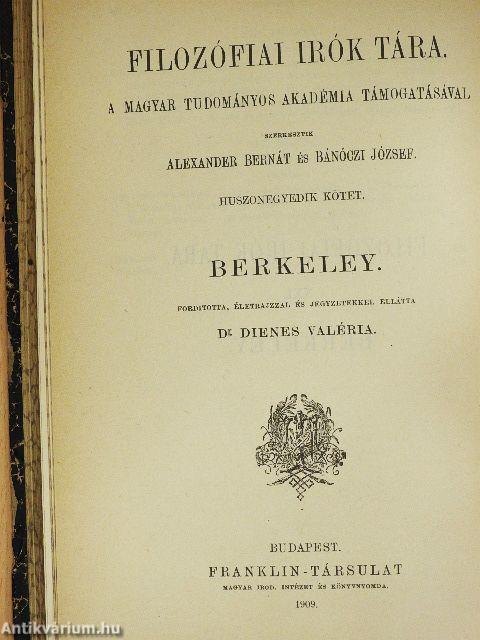 FILOZÓFIAI IRÓK TÁRA.
A MAGYAR TUDOMÁNYOS AKADÉMIA TÁMOGATÁSÁVAL
SZERKESZTIK
ALEXANDER BERNÁT ÉS BÁNÓCZI JÓZSEF.
HUSZONEGYEDIK KÖTET.
BERKELEY.
FORDITOTTA, ÉLETRAJZZAL ÉS JEGYZETEKKEL ELLÁTTA
Dr. DIENES VALÉRIA.
BUDAPEST.
FRANKLIN-TÁRSULAT
MAGYAR IROD. INTÉZET ÉS KÖNYVNYOMDA.
1909.
Antikvárium.hu